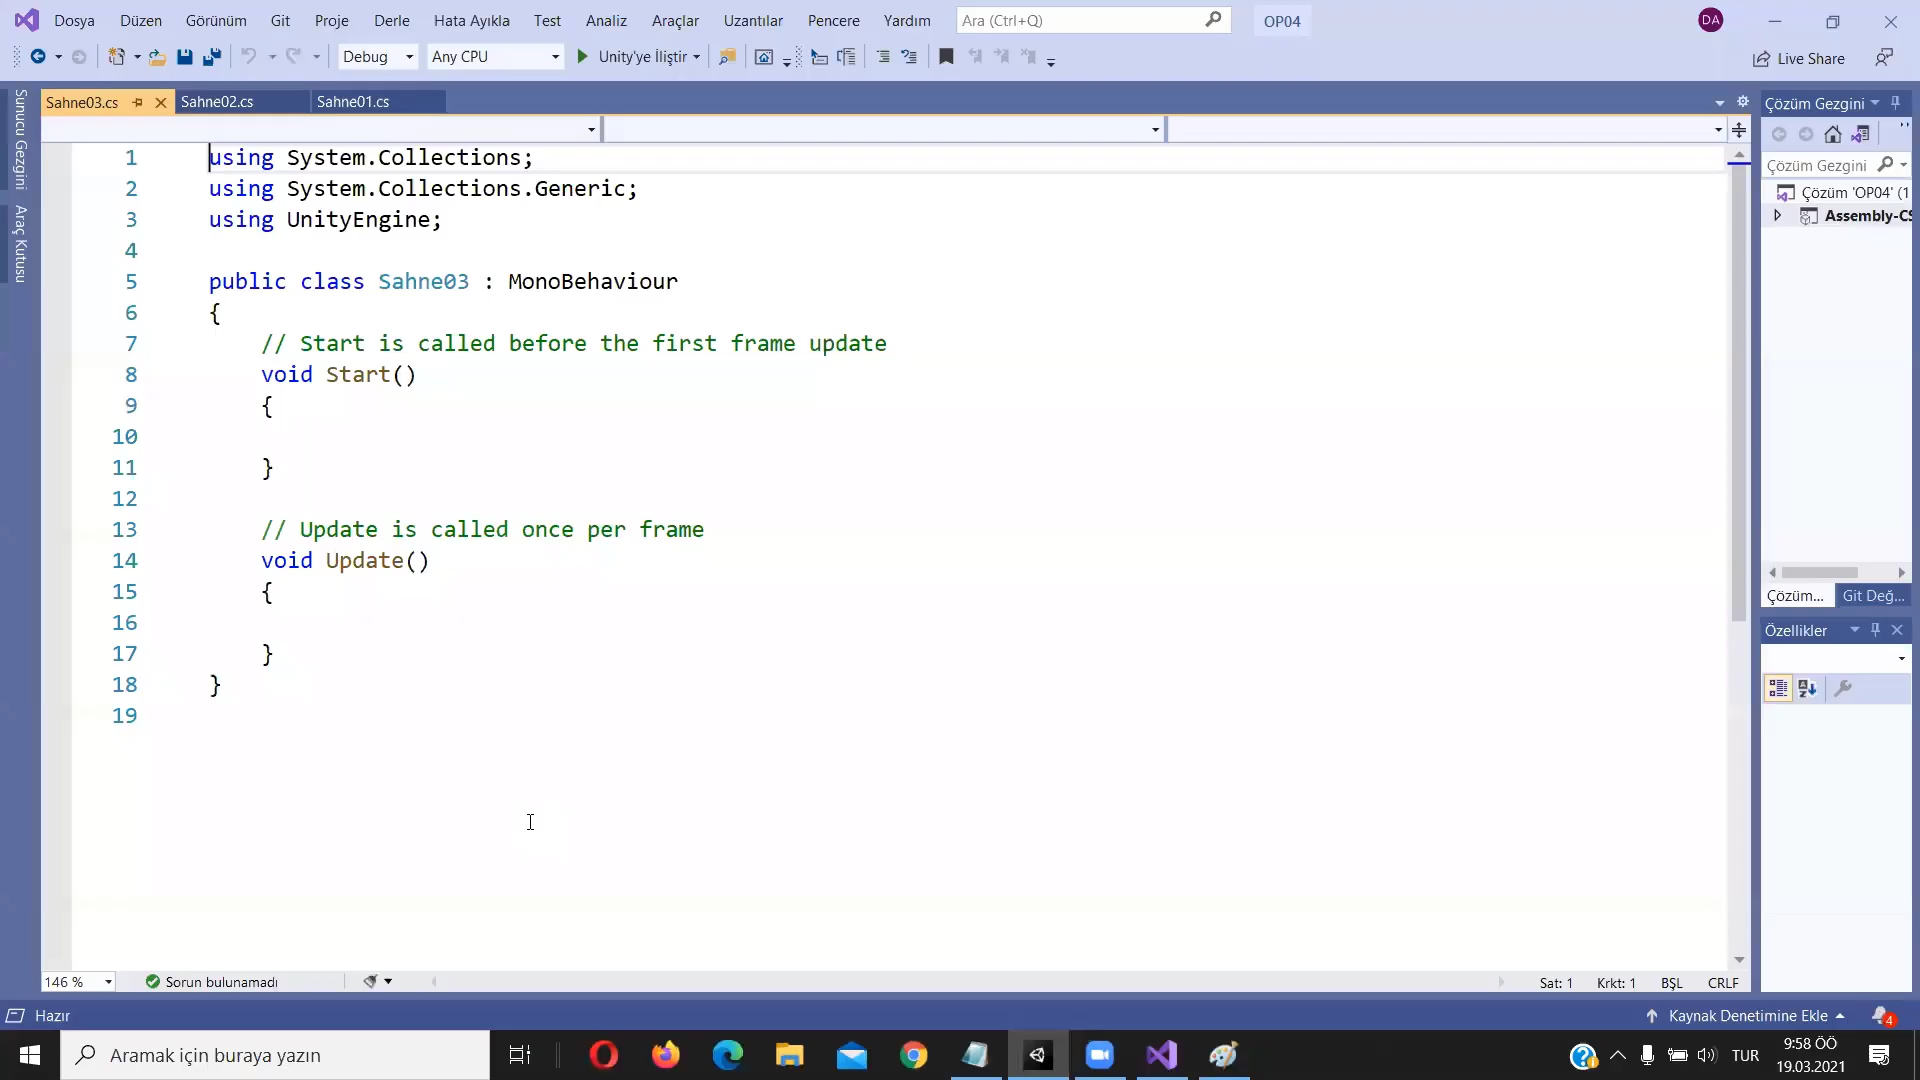 Dosya Düzen Görünüm Git Proje Derle Hata Ayıkla Test Analiz Araçlar Uzantılar Pencere Yardım Ara (Ctrl+Q) OP04 DA
Debug Any CPU Unity'ye İliştir Live Share
Sunucu Gezgini
Araç Kutusu
Sahne03.cs Sahne02.cs Sahne01.cs
1 using System.Collections;
2 using System.Collections.Generic;
3 using UnityEngine;
4
5 public class Sahne03 : MonoBehaviour
6 {
7 // Start is called before the first frame update
8 void Start()
9 {
10
11 }
12
13 // Update is called once per frame
14 void Update()
15 {
16
17 }
18 }
19
Çözüm Gezgini
Çözüm Gezgini
Çözüm 'OP04' (1
Assembly-CS
Çözüm... Git Değ...
Özellikler
146 % Sorun bulunamadı Sat: 1 Krkt: 1 BŞL CRLF
Hazır Kaynak Denetimine Ekle 4
Aramak için buraya yazın TUR 9:58 ÖÖ
19.03.2021